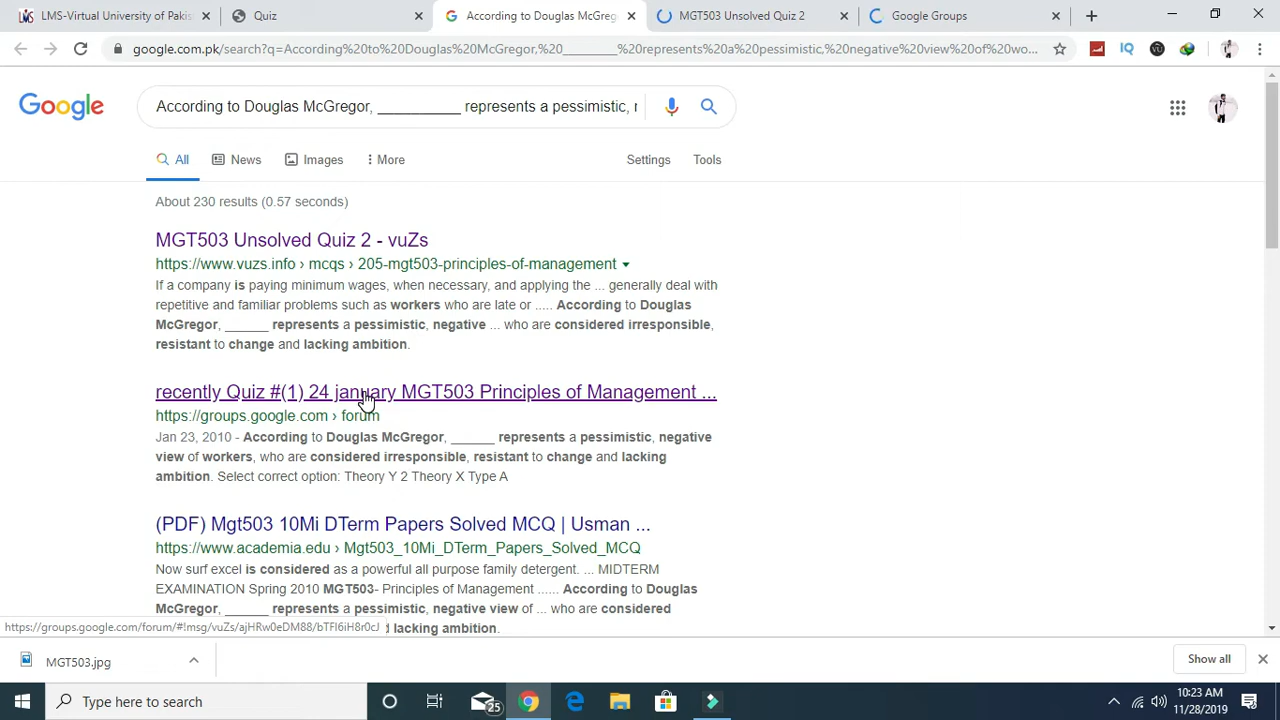 LMS-Virtual University of Pakis
Quiz
According to Douglas McGreg
MGT503 Unsolved Quiz 2
Google Groups
google.com.pk/search?q=According%20to%20Douglas%20McGregor,%20_________%20represents%20a%20pessimistic,%20negative%20view%20of%20wo...
Google
According to Douglas McGregor, __________ represents a pessimistic, r
All
News
Images
More
Settings
Tools
About 230 results (0.57 seconds)
MGT503 Unsolved Quiz 2 - vuZs
https://www.vuzs.info › mcqs › 205-mgt503-principles-of-management
If a company is paying minimum wages, when necessary, and applying the ... generally deal with
repetitive and familiar problems such as workers who are late or ..... According to Douglas
McGregor, ______ represents a pessimistic, negative ... who are considered irresponsible,
resistant to change and lacking ambition.
recently Quiz #(1) 24 january MGT503 Principles of Management ...
https://groups.google.com › forum
Jan 23, 2010 - According to Douglas McGregor, ______ represents a pessimistic, negative
view of workers, who are considered irresponsible, resistant to change and lacking
ambition. Select correct option: Theory Y 2 Theory X Type A
(PDF) Mgt503 10Mi DTerm Papers Solved MCQ | Usman ...
https://www.academia.edu › Mgt503_10Mi_DTerm_Papers_Solved_MCQ
Now surf excel is considered as a powerful all purpose family detergent. ... MIDTERM
EXAMINATION Spring 2010 MGT503- Principles of Management ...... According to Douglas
McGregor, ______ represents a pessimistic, negative view of ... who are considered
lacking ambition.
https://groups.google.com/forum/#!msg/vuZs/ajHRw0eDM88/bTFI6iH8r0cJ
MGT503.jpg
Show all
Type here to search
25
10:23 AM
11/28/2019